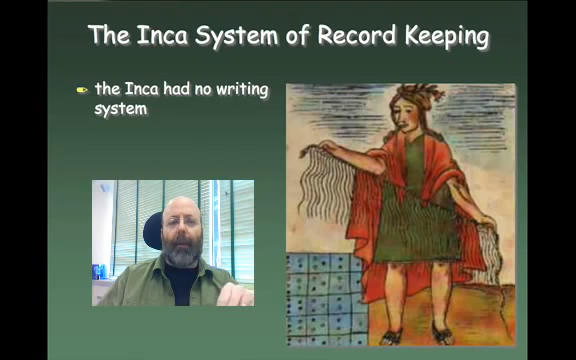 The Inca System of Record Keeping
the Inca had no writing
system